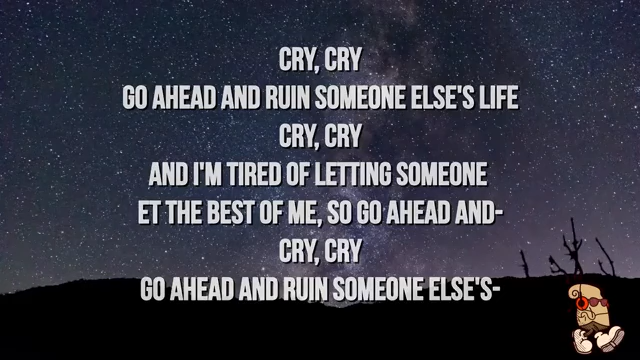 CRY, CRY
GO AHEAD AND RUIN SOMEONE ELSE'S LIFE
CRY, CRY
AND I'M TIRED OF LETTING SOMEONE
ET THE BEST OF ME, SO GO AHEAD AND-
CRY, CRY
GO AHEAD AND RUIN SOMEONE ELSE'S-